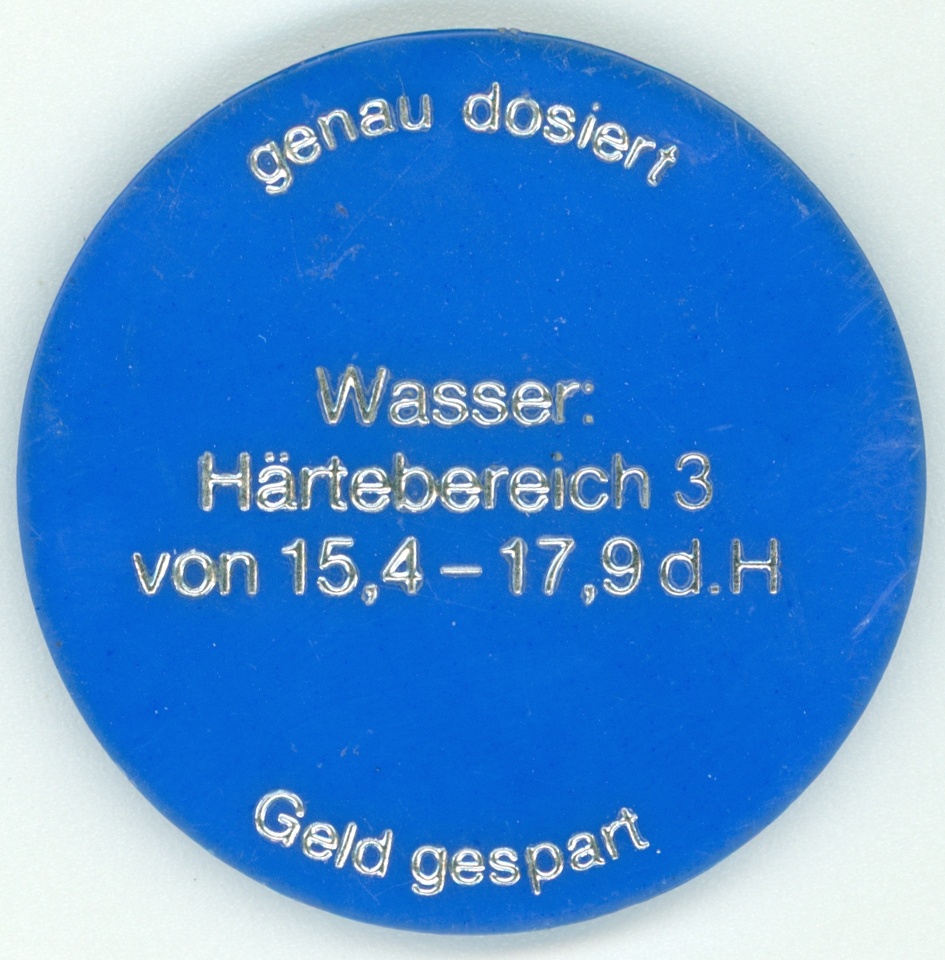 genau dosiert
Wasser:
Härtebereich 3
von 15,4 – 17,9 d.H
Geld gespart